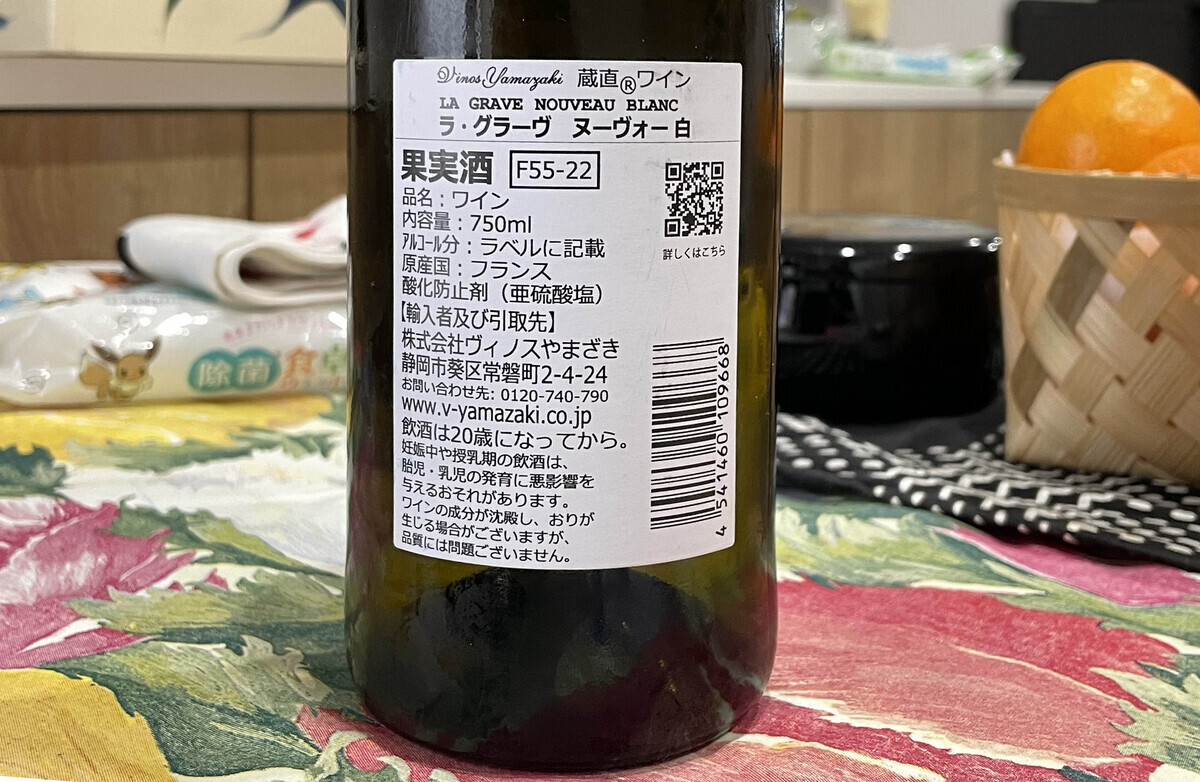 Vinos Yamazaki 蔵直®ワイン
LA GRAVE NOUVEAU BLANC
ラ・グラーヴ ヌーヴォー 白
果実酒 F55-22
品名：ワイン
内容量：750ml
アルコール分：ラベルに記載
原産国：フランス
酸化防止剤（亜硫酸塩）
【輸入者及び引取先】
株式会社ヴィノスやまざき
静岡市葵区常磐町2-4-24
お問い合わせ先: 0120-740-790
www.v-yamazaki.co.jp
飲酒は20歳になってから。
妊娠中や授乳期の飲酒は、
胎児・乳児の発育に悪影響を
与えるおそれがあります。
ワインの成分が沈殿し、おりが
生じる場合がございますが、
品質には問題ございません。
詳しくはこちら
4 541460 109668
除菌 食卓